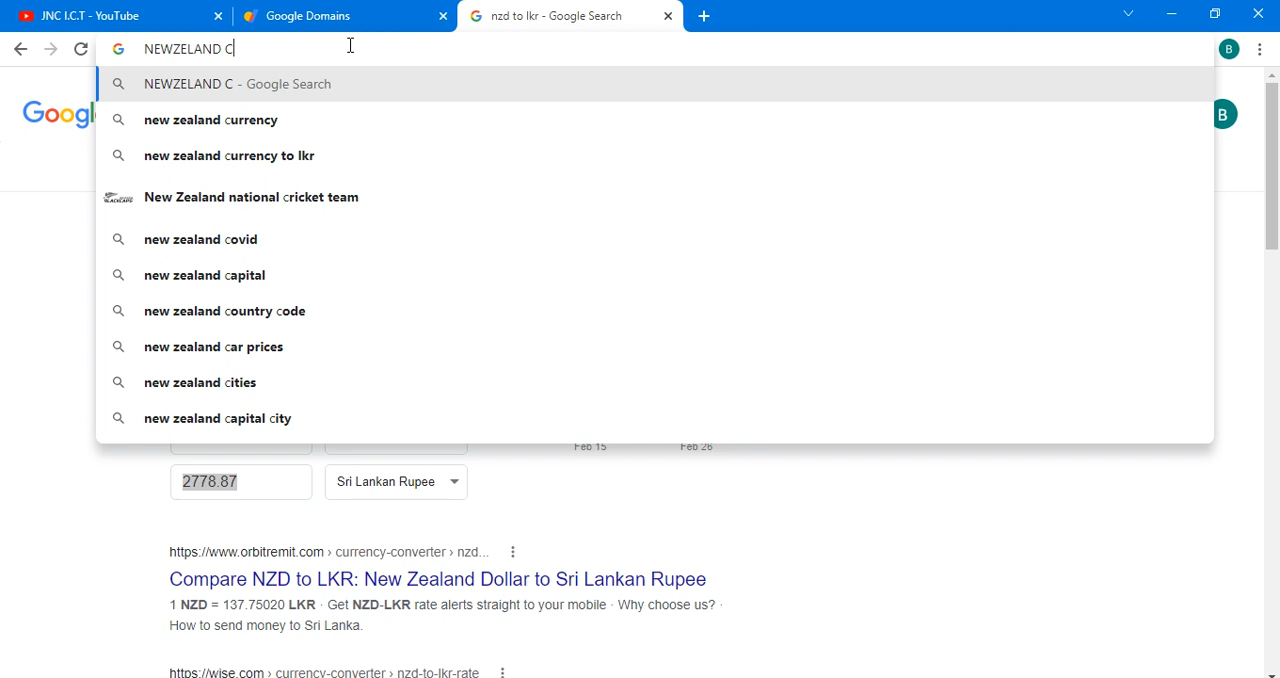 JNC I.C.T - YouTube
Google Domains
nzd to lkr - Google Search
NEWZELAND C
B
NEWZELAND C - Google Search
Googl
B
new zealand currency
new zealand currency to lkr
New Zealand national cricket team
new zealand covid
new zealand capital
new zealand country code
new zealand car prices
new zealand cities
new zealand capital city
Feb 15 Feb 26
2778.87 Sri Lankan Rupee
https://www.orbitremit.com › currency-converter › nzd...
Compare NZD to LKR: New Zealand Dollar to Sri Lankan Rupee
1 NZD = 137.75020 LKR · Get NZD-LKR rate alerts straight to your mobile · Why choose us? ·
How to send money to Sri Lanka.
https://wise.com › currency-converter › nzd-to-lkr-rate